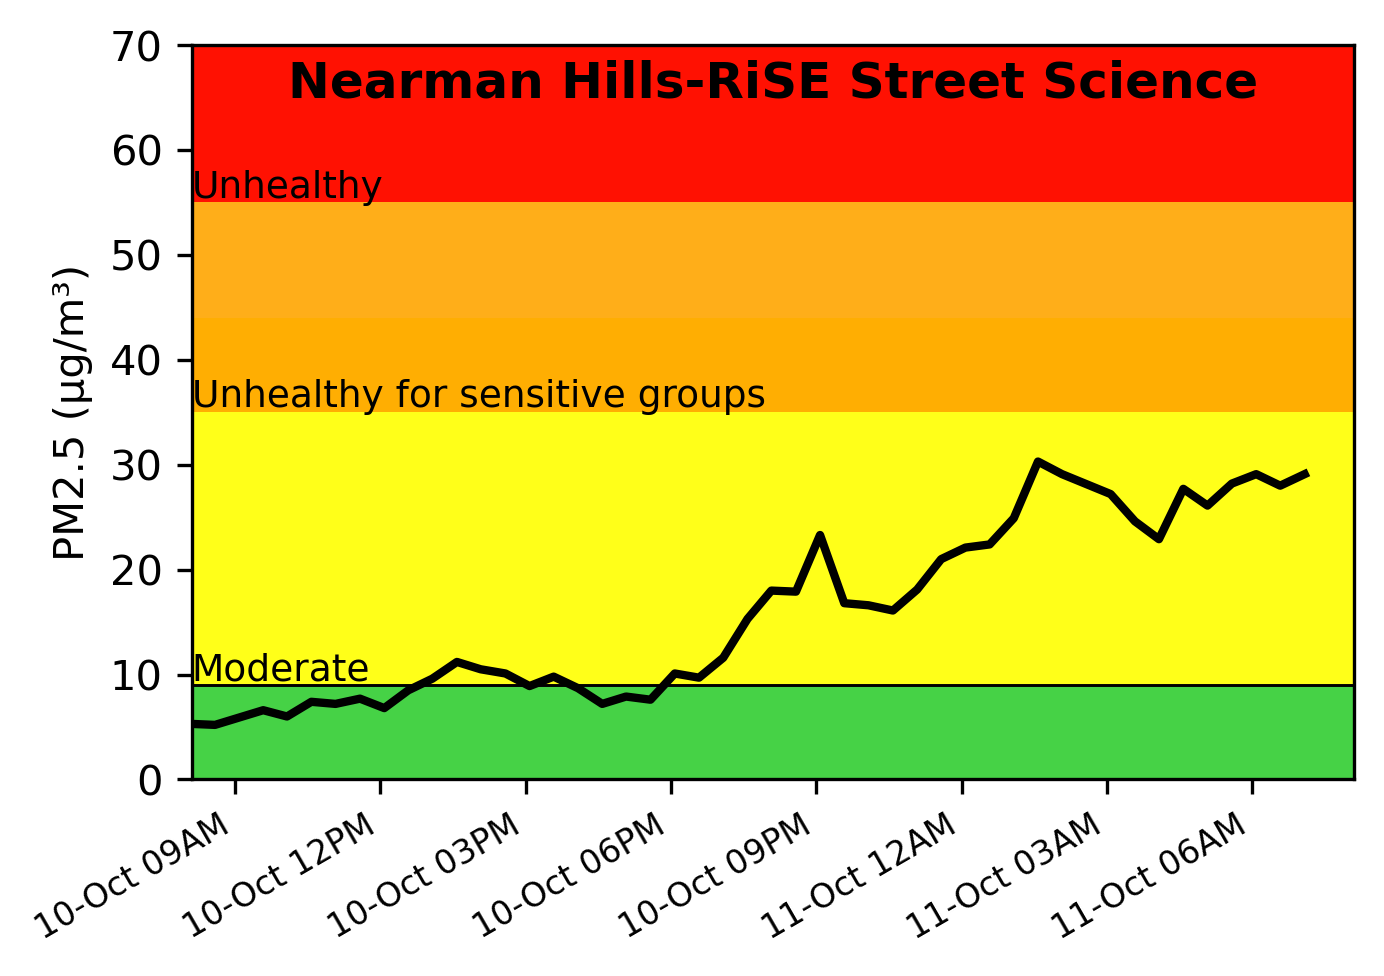 Nearman Hills-RiSE Street Science
PM2.5 (µg/m³)
70
60
50
40
30
20
10
0
Unhealthy
Unhealthy for sensitive groups
Moderate
10-Oct 09AM
10-Oct 12PM
10-Oct 03PM
10-Oct 06PM
10-Oct 09PM
11-Oct 12AM
11-Oct 03AM
11-Oct 06AM